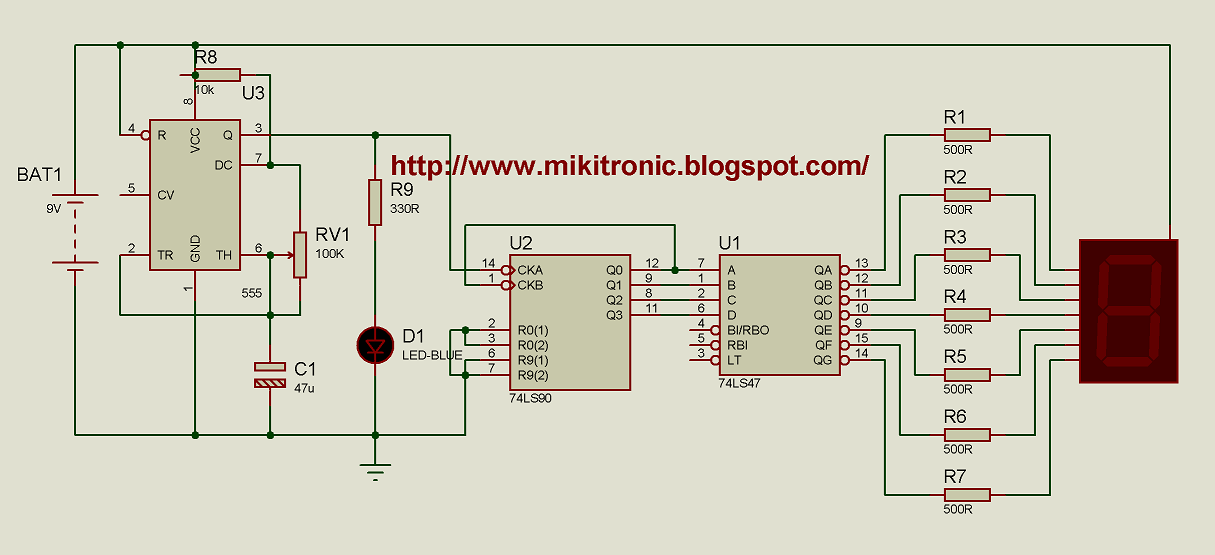 R8
10k
U3
8
4
R
VCC
Q
3
DC
7
http://www.mikitronic.blogspot.com/
BAT1
9V
5
CV
R9
330R
2
TR
GND
TH
6
RV1
100K
1
555
C1
47u
D1
LED-BLUE
U2
14
CKA
Q0
12
1
CKB
Q1
9
Q2
8
Q3
11
2
R0(1)
3
R0(2)
6
R9(1)
7
R9(2)
74LS90
U1
7
A
QA
13
1
B
QB
12
2
C
QC
11
6
D
QD
10
4
BI/RBO
QE
9
5
RBI
QF
15
3
LT
QG
14
74LS47
R1
500R
R2
500R
R3
500R
R4
500R
R5
500R
R6
500R
R7
500R